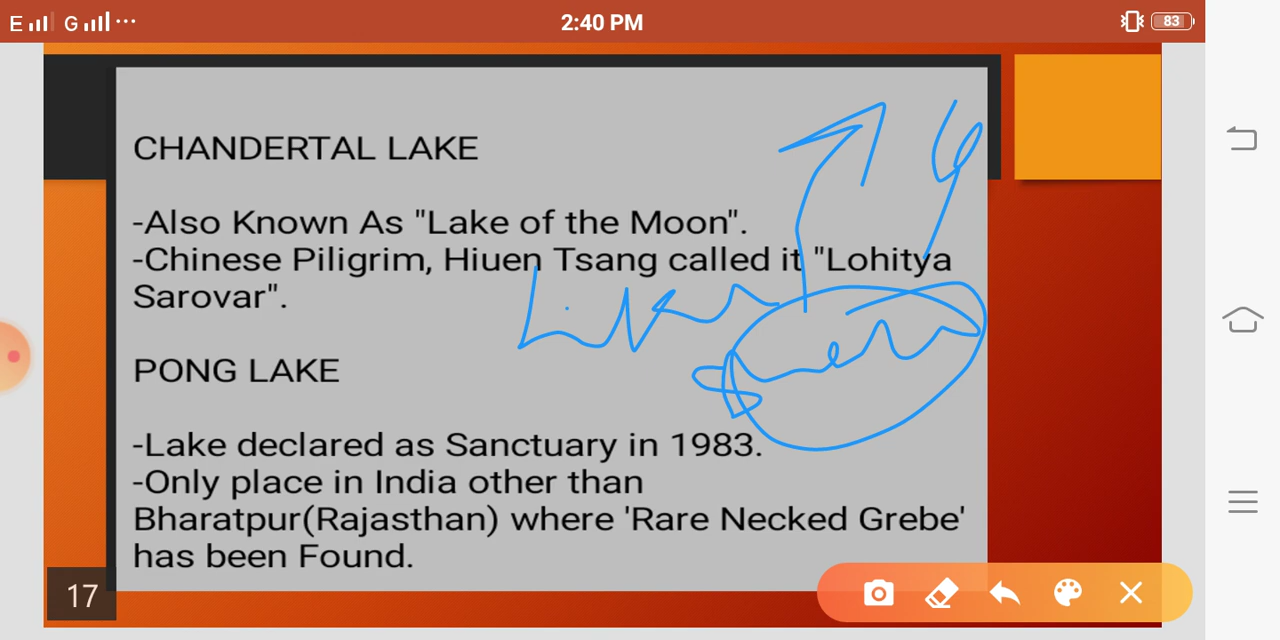 E G ...
2:40 PM
83
CHANDERTAL LAKE
-Also Known As "Lake of the Moon".
-Chinese Piligrim, Hiuen Tsang called it "Lohitya
Sarovar".
PONG LAKE
-Lake declared as Sanctuary in 1983.
-Only place in India other than
Bharatpur(Rajasthan) where 'Rare Necked Grebe'
has been Found.
17